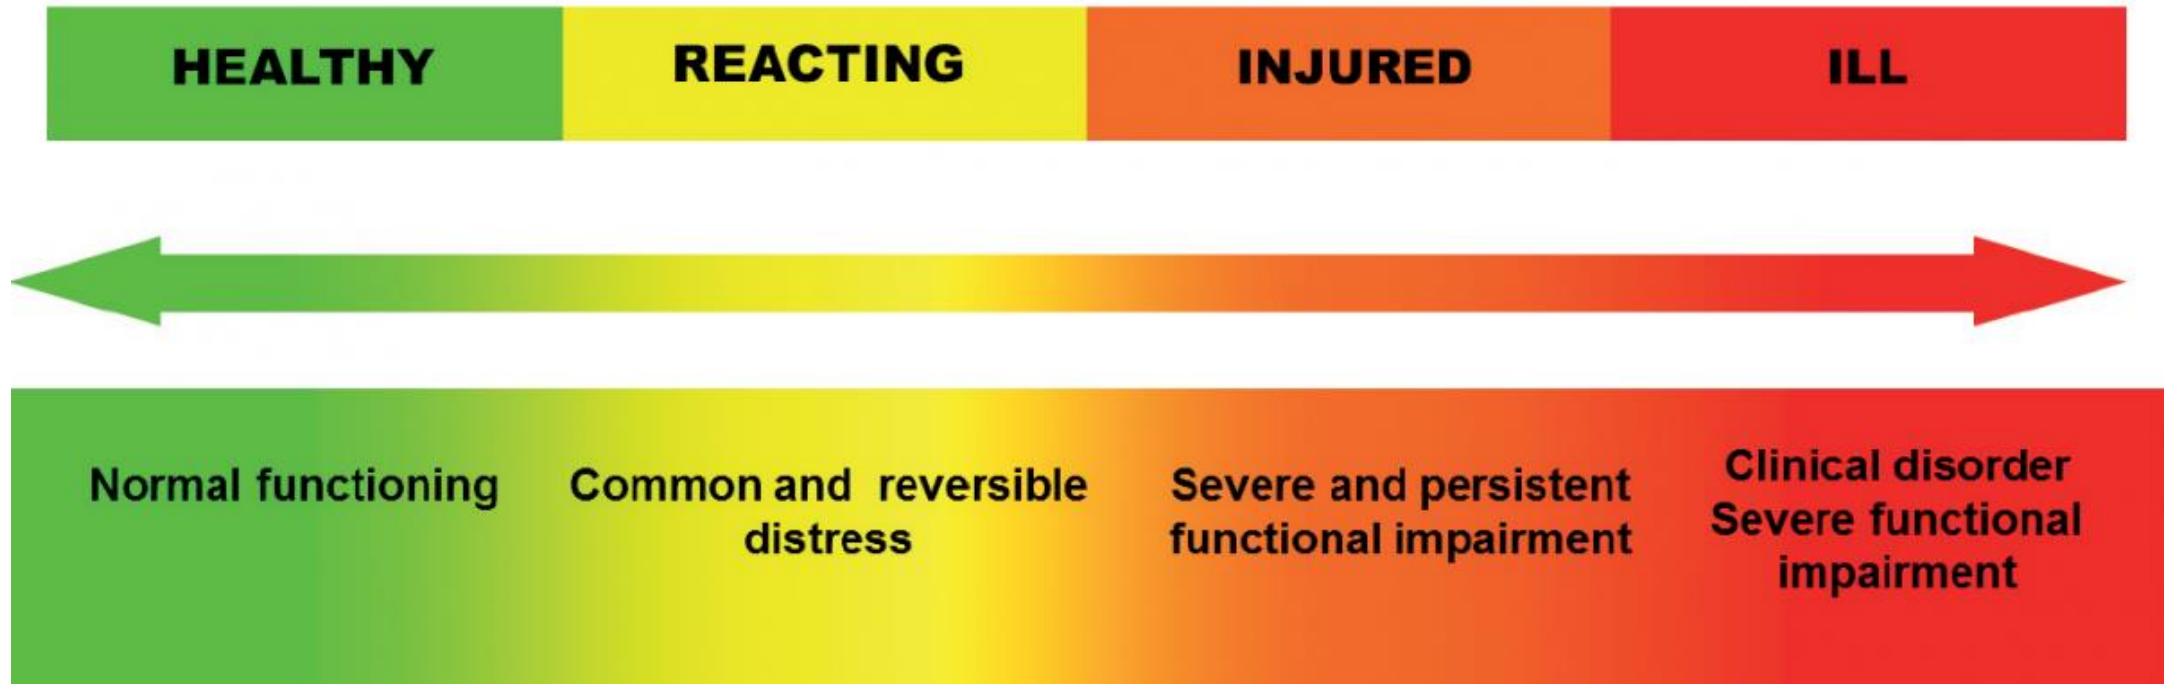 HEALTHY
REACTING
INJURED
ILL
Normal functioning
Common and  reversible
distress
Severe and persistent
functional impairment
Clinical disorder
Severe functional
impairment